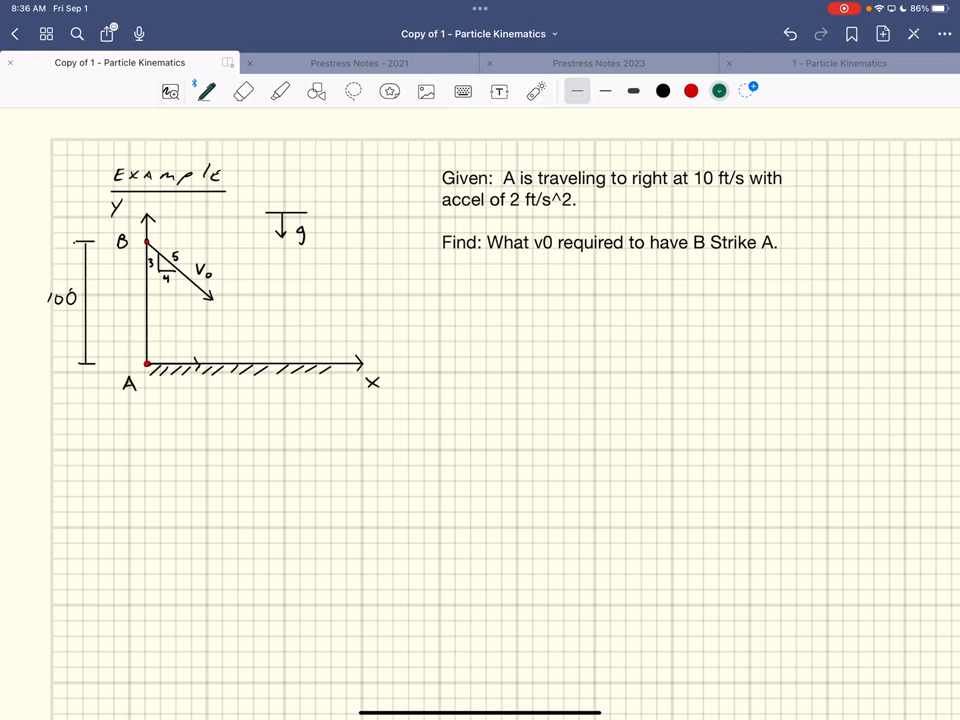 8:36 AM Fri Sep 1
86%
Copy of 1 - Particle Kinematics
Copy of 1 - Particle Kinematics
Prestress Notes - 2021
Prestress Notes 2023
1 - Particle Kinematics
Example
Given: A is traveling to right at 10 ft/s with
accel of 2 ft/s^2.
Find: What v0 required to have B Strike A.
Y
g
B
3
5
4
V₀
100
A
X